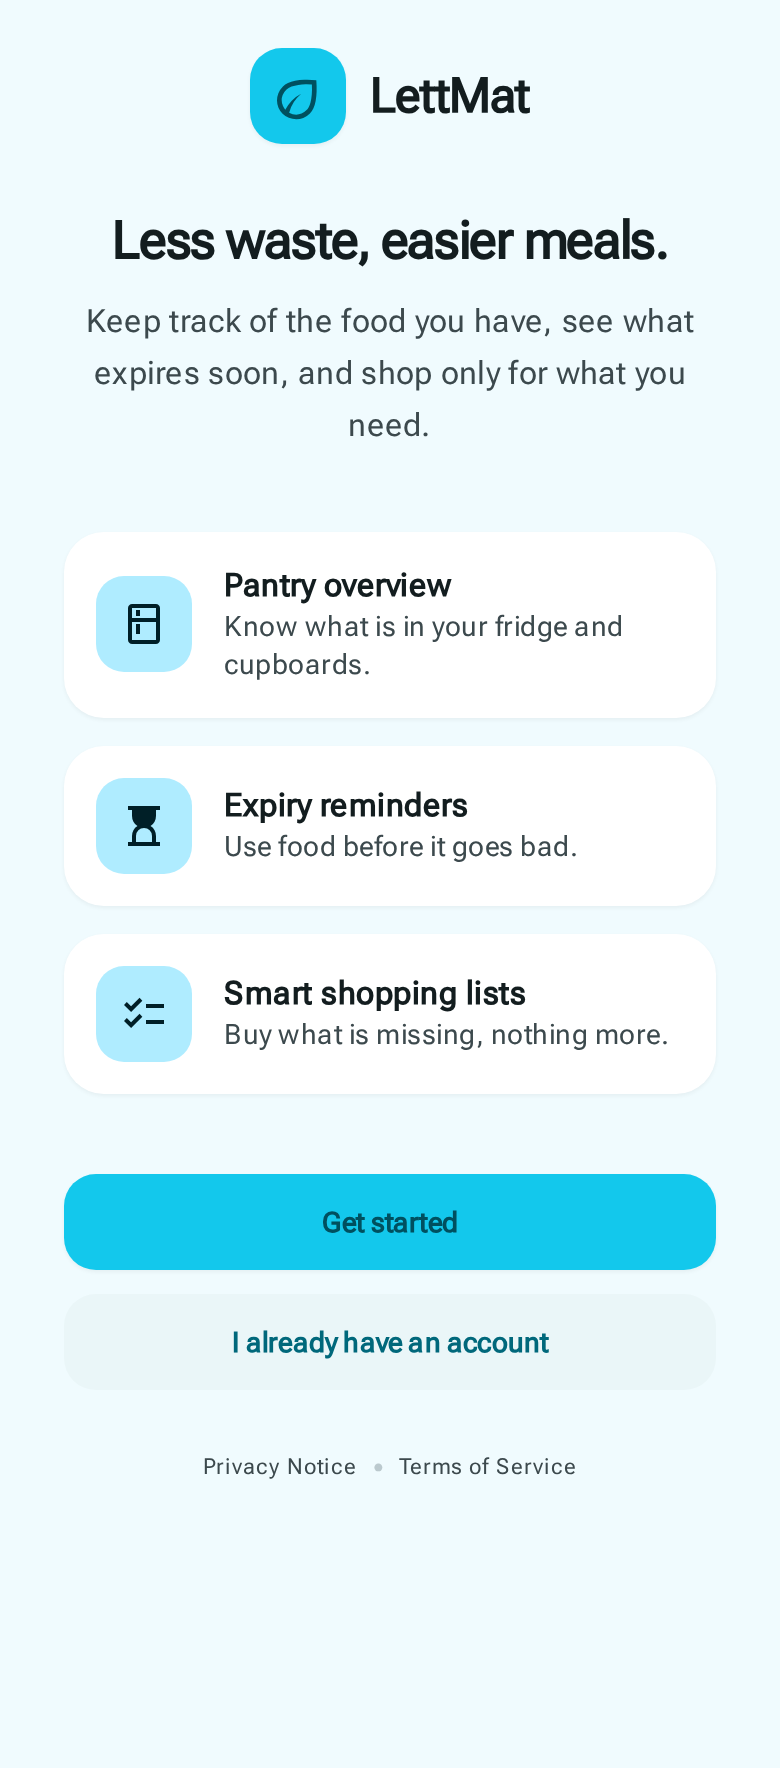 LettMat
Less waste, easier meals.
Keep track of the food you have, see what
expires soon, and shop only for what you
need.
Pantry overview
Know what is in your fridge and
cupboards.
Expiry reminders
Use food before it goes bad.
Smart shopping lists
Buy what is missing, nothing more.
Get started
I already have an account
Privacy Notice • Terms of Service